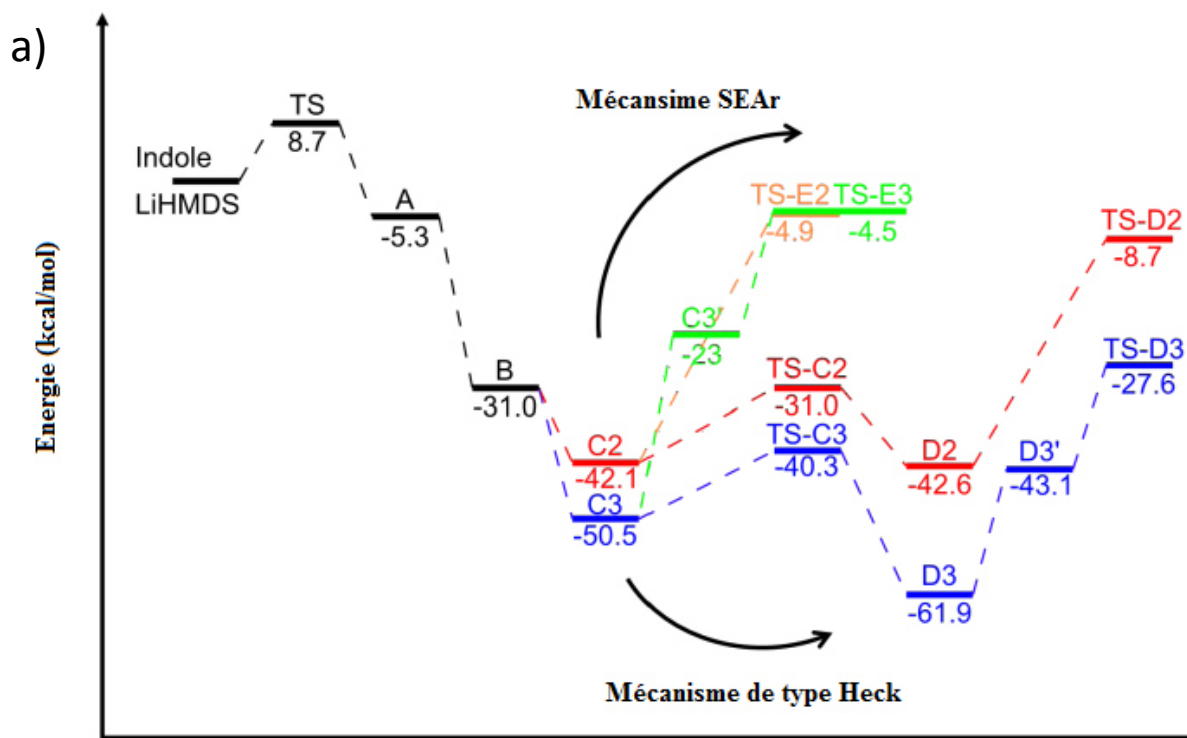 a)
Mécansime SEAr
TS
8.7
Indole
LiHMDS
A
-5.3
TS-E2 TS-E3
-4.9 -4.5
TS-D2
-8.7
C3'
-23
TS-D3
-27.6
B
-31.0
TS-C2
-31.0
TS-C3
-40.3
C2
-42.1
D2
-42.6
D3'
-43.1
C3
-50.5
D3
-61.9
Mécanisme de type Heck
Energie (kcal/mol)